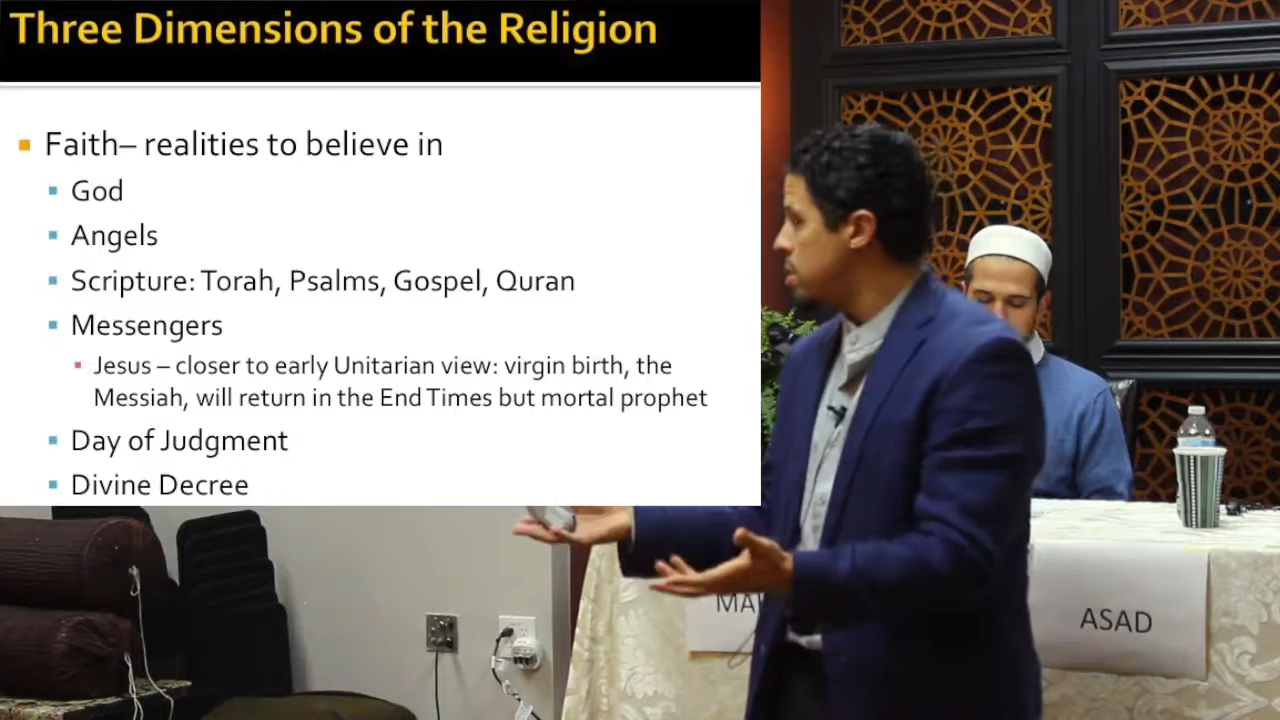 Three Dimensions of the Religion
Faith– realities to believe in
God
Angels
Scripture: Torah, Psalms, Gospel, Quran
Messengers
Jesus – closer to early Unitarian view: virgin birth, the
Messiah, will return in the End Times but mortal prophet
Day of Judgment
Divine Decree
ASAD